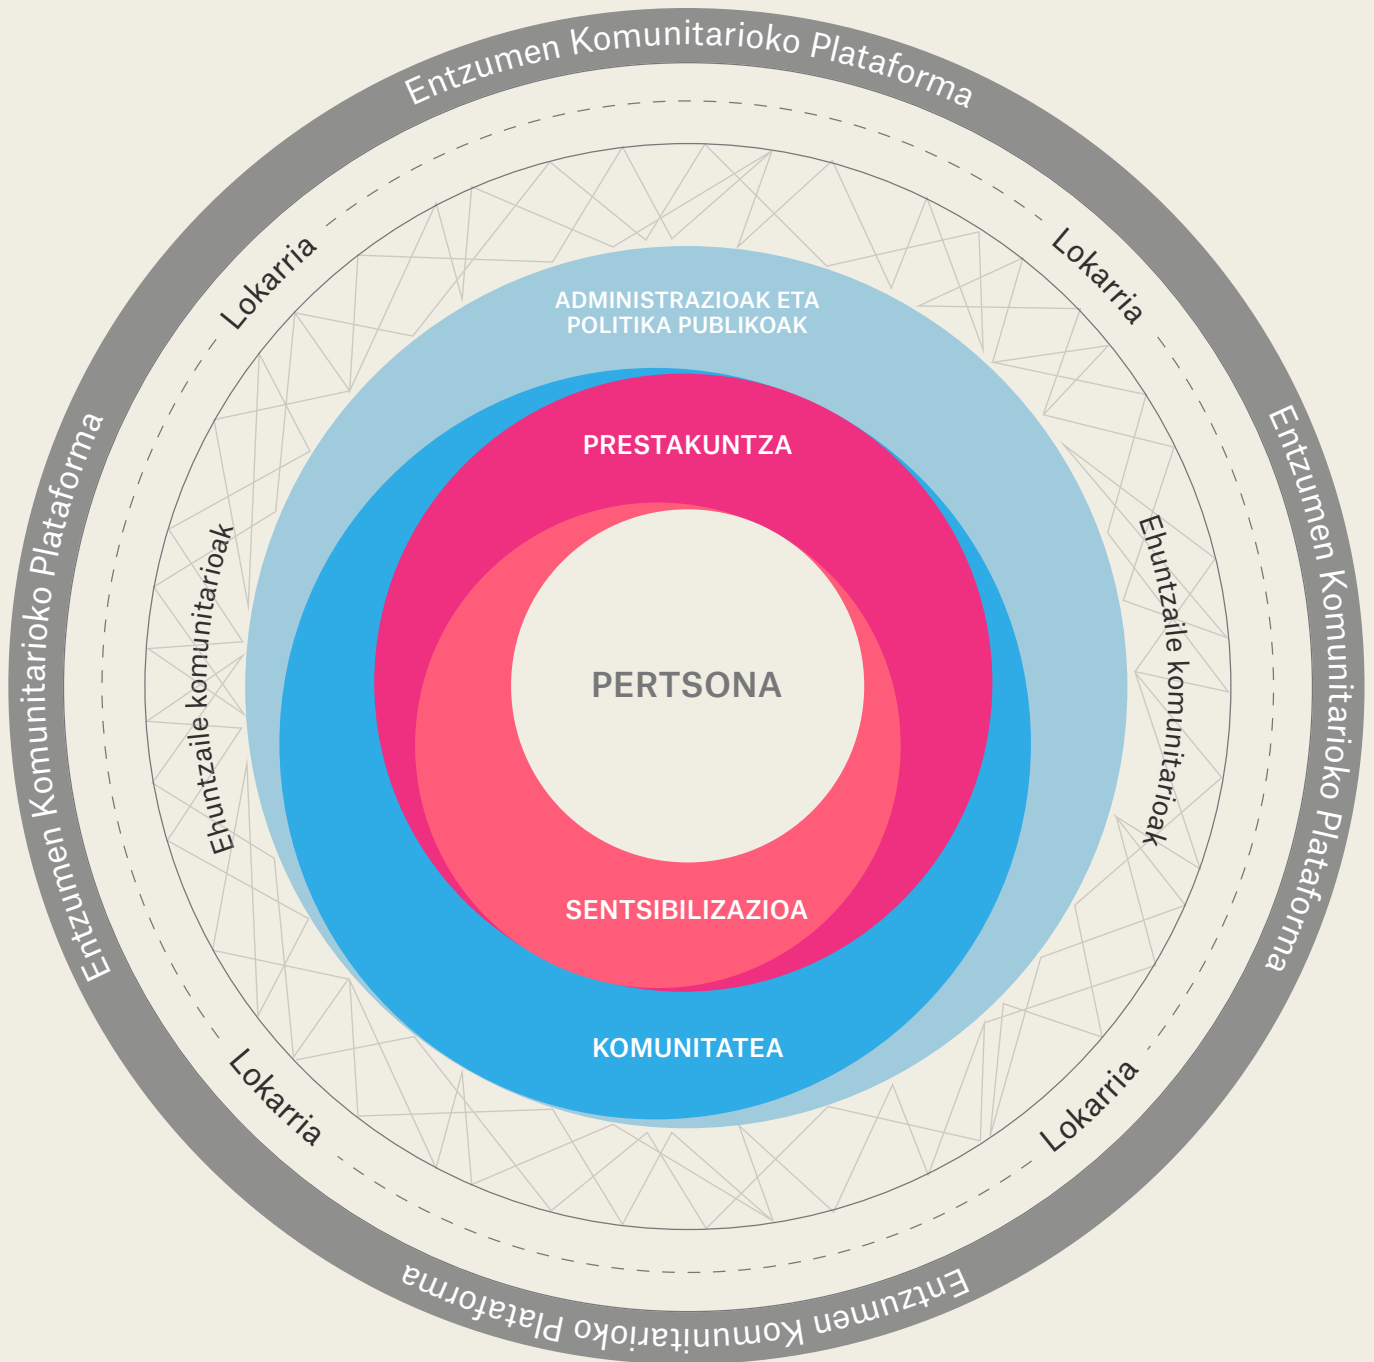 Entzumen Komunitarioko Plataforma
Lokarria
Lokarria
ADMINISTRAZIOAK ETA
POLITIKA PUBLIKOAK
PRESTAKUNTZA
Entzumen Komunitarioko Plataforma
Ehuntzaile komunitarioak
PERTSONA
Ehuntzaile komunitarioak
Entzumen Komunitarioko Plataforma
SENTSIBILIZAZIOA
KOMUNITATEA
Lokarria
Lokarria
Entzumen Komunitarioko Plataforma